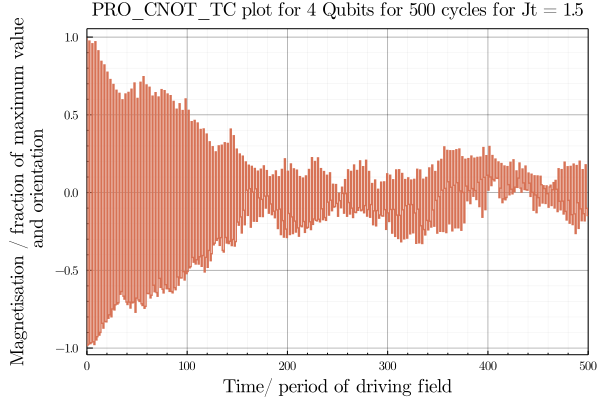 PRO_CNOT_TC plot for 4 Qubits for 500 cycles for Jt = 1.5
Magnetisation / fraction of maximum value
and orientation
1.0
0.5
0.0
−0.5
−1.0
0 100 200 300 400 500
Time/ period of driving field